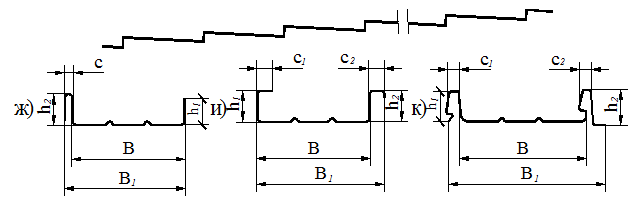 c c₁ c₂ c₁ c₂
ж) h₂ h₁ и) h₁ h₂ к) h₁ h₂
B B B
B₁ B₁ B₁